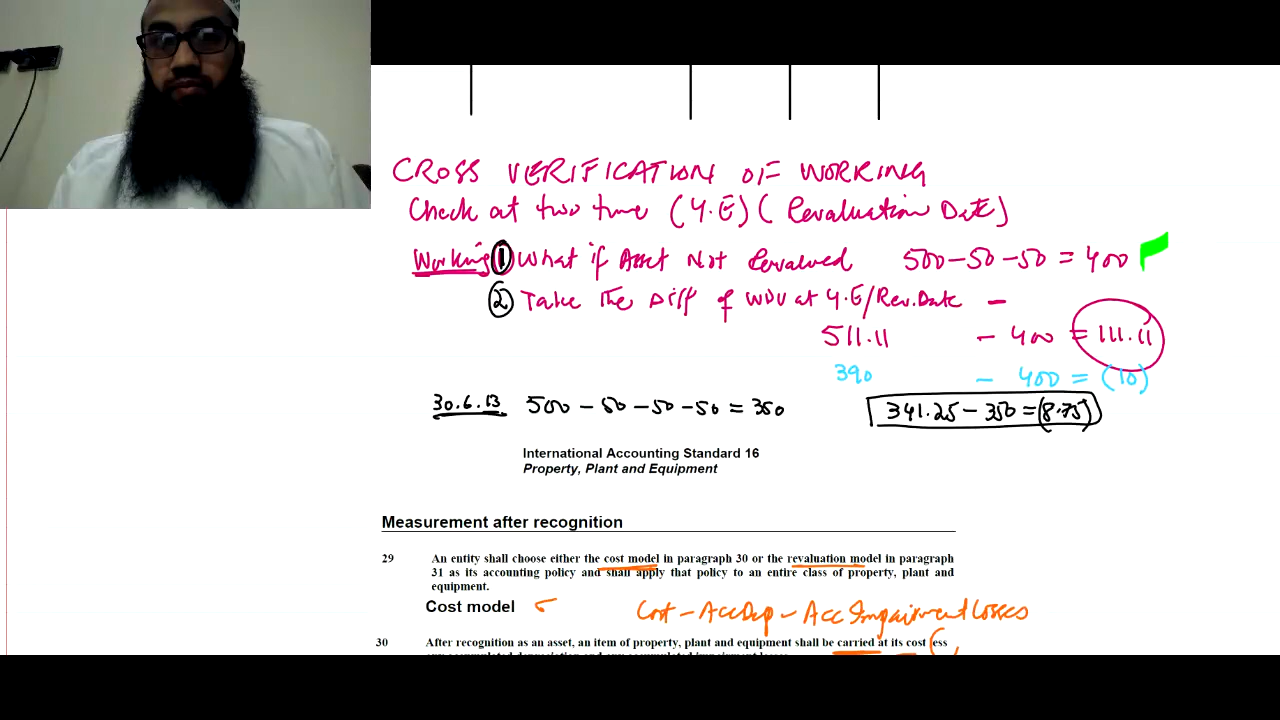 CROSS VERIFICATION OF WORKING
Check at two time (Y.E) (Revaluation Date)
Working ① What if Asset Not Revalued 500-50-50 = 400
② Take the Diff of WDV at Y.E/Rev.Date -
511.11 - 400 = 111.11
390 - 400 = (10)
30.6.13 500 - 50 - 50 - 50 = 350 341.25 - 350 = (8.75)
International Accounting Standard 16
Property, Plant and Equipment
Measurement after recognition
29 An entity shall choose either the cost model in paragraph 30 or the revaluation model in paragraph
31 as its accounting policy and shall apply that policy to an entire class of property, plant and
equipment.
Cost model Cost - Acc Dep - Acc Impairment Losses
30 After recognition as an asset, an item of property, plant and equipment shall be carried at its cost less